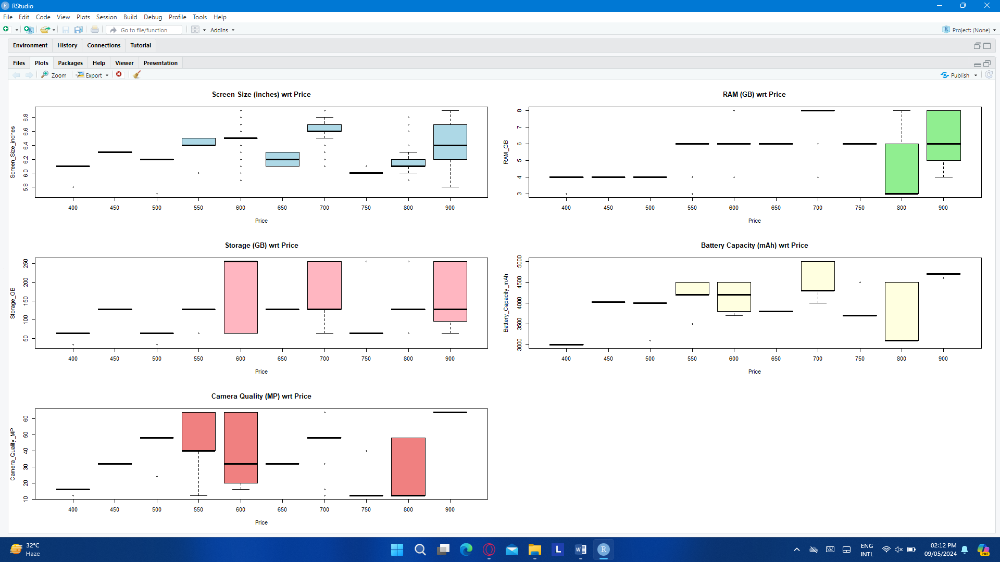 RStudio
File Edit Code View Plots Session Build Debug Profile Tools Help
Go to file/function Addins Project: (None)
Environment History Connections Tutorial
Files Plots Packages Help Viewer Presentation
Zoom Export Publish
Screen Size (inches) wrt Price
Screen_Size_inches
5.8 6.0 6.2 6.4 6.6 6.8
400 450 500 550 600 650 700 750 800 900
Price
RAM (GB) wrt Price
RAM_GB
3 4 5 6 7 8
400 450 500 550 600 650 700 750 800 900
Price
Storage (GB) wrt Price
Storage_GB
50 100 150 200 250
400 450 500 550 600 650 700 750 800 900
Price
Battery Capacity (mAh) wrt Price
Battery_Capacity_mAh
3000 3500 4000 4500 5000
400 450 500 550 600 650 700 750 800 900
Price
Camera Quality (MP) wrt Price
Camera_Quality_MP
10 20 30 40 50 60
400 450 500 550 600 650 700 750 800 900
Price
32°C
Haze
L
R
ENG
INTL
02:12 PM
09/05/2024
PRE